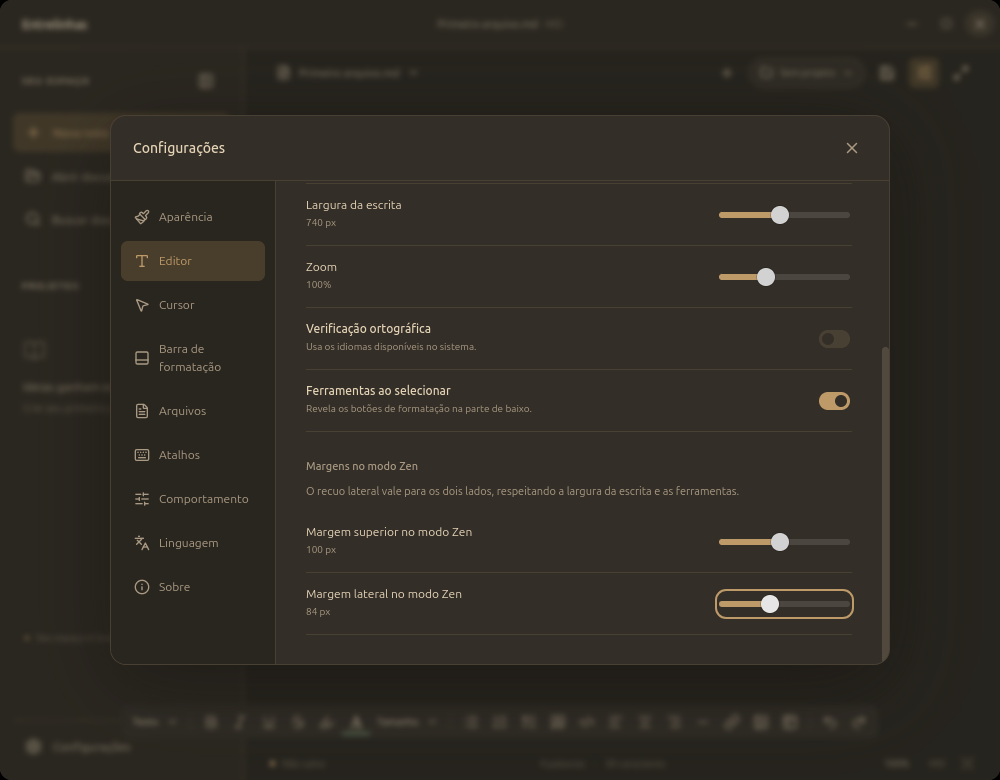 Entrelinhas
Configurações
Aparência
Editor
Cursor
Barra de
formatação
Arquivos
Atalhos
Comportamento
Linguagem
Sobre
Largura da escrita
740 px
Zoom
100%
Verificação ortográfica
Usa os idiomas disponíveis no sistema.
Ferramentas ao selecionar
Revela os botões de formatação na parte de baixo.
Margens no modo Zen
O recuo lateral vale para os dois lados, respeitando a largura da escrita e as ferramentas.
Margem superior no modo Zen
100 px
Margem lateral no modo Zen
84 px
Configurações